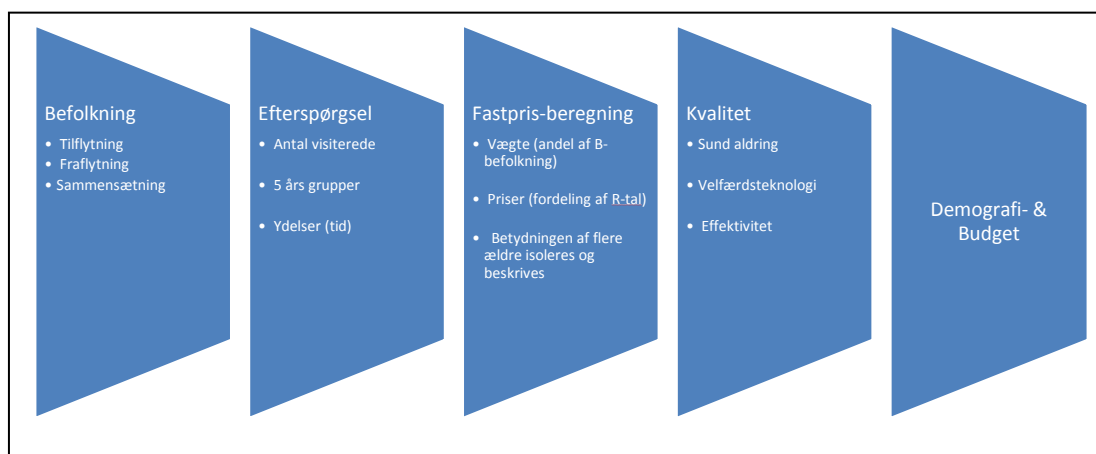 Befolkning
• Tilflytning
• Fraflytning
• Sammensætning
Efterspørgsel
• Antal visiterede
• 5 års grupper
• Ydelser (tid)
Fastpris-beregning
• Vægte (andel af B-
befolkning)
• Priser (fordeling af R-tal)
• Betydningen af flere
ældre isoleres og
beskrives
Kvalitet
• Sund aldring
• Velfærdsteknologi
• Effektivitet
Demografi- &
Budget